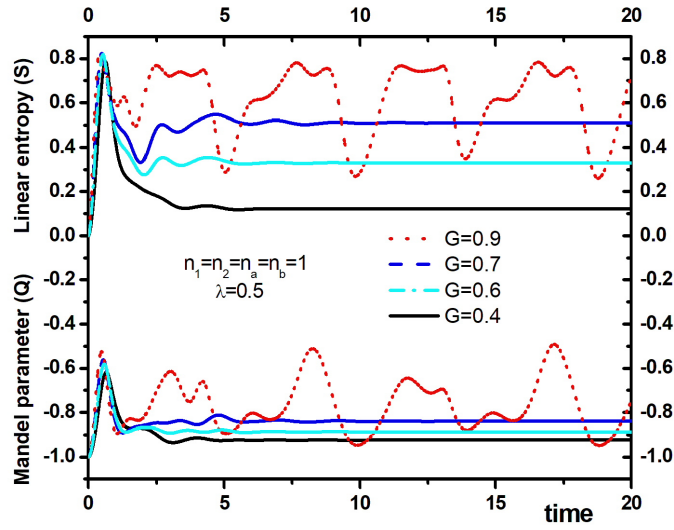 0 5 10 15 20
0.8 0.8
0.6 0.6
0.4 0.4
0.2 0.2
0.0 0.0
-0.2 -0.2
-0.4 -0.4
-0.6 -0.6
-0.8 -0.8
-1.0 -1.0
Linear entropy (S)
Mandel parameter (Q)
n₁=n₂=nₐ=n_b=1
λ=0.5
G=0.9
G=0.7
G=0.6
G=0.4
0 5 10 15 20
time